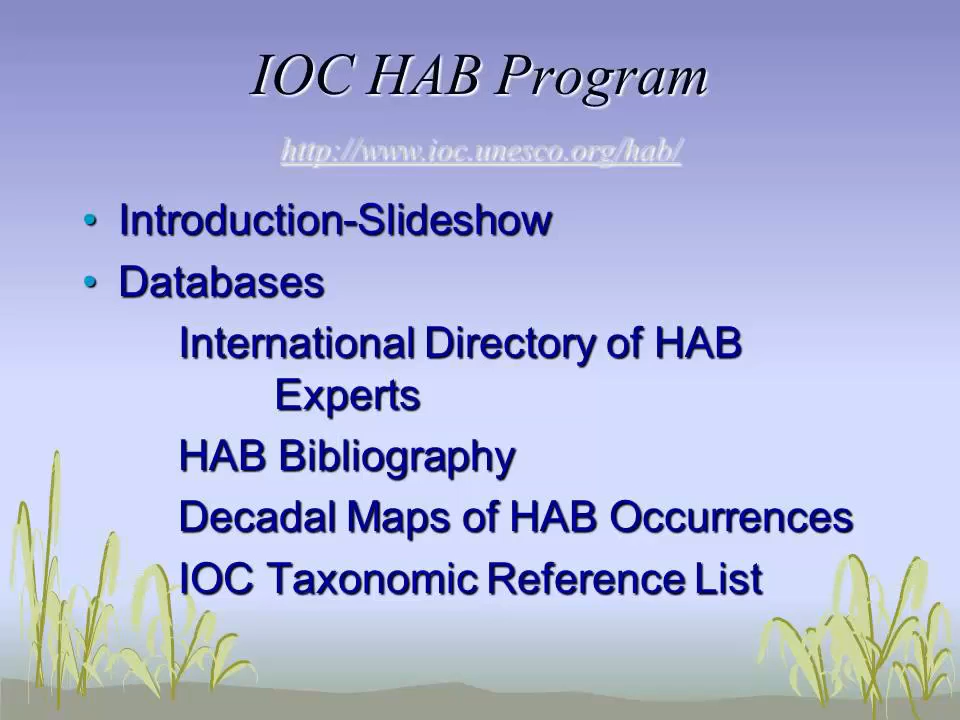 IOC HAB Program
http://www.ioc.unesco.org/hab/
• Introduction-Slideshow
• Databases
International Directory of HAB
Experts
HAB Bibliography
Decadal Maps of HAB Occurrences
IOC Taxonomic Reference List